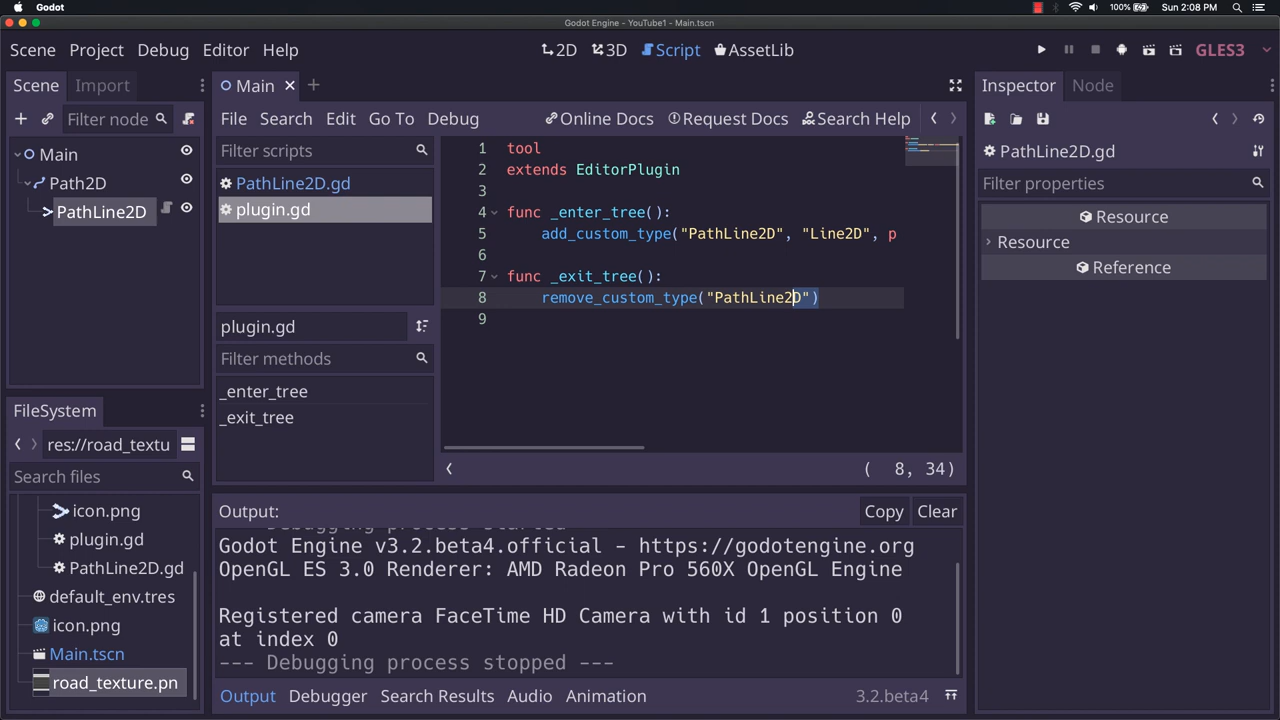 Godot
100%
Sun 2:08 PM
Godot Engine - YouTube1 - Main.tscn
Scene Project Debug Editor Help
2D 3D Script AssetLib
GLES3
Scene Import
Filter node
Main
Path2D
PathLine2D
FileSystem
res://road_textu
Search files
icon.png
plugin.gd
PathLine2D.gd
default_env.tres
icon.png
Main.tscn
road_texture.pn
Main
File Search Edit Go To Debug
Online Docs Request Docs Search Help
Filter scripts
PathLine2D.gd
plugin.gd
plugin.gd
Filter methods
_enter_tree
_exit_tree
1 tool
2 extends EditorPlugin
3
4 func _enter_tree():
5 add_custom_type("PathLine2D", "Line2D", p
6
7 func _exit_tree():
8 remove_custom_type("PathLine2D")
9
( 8, 34)
Output: Copy Clear
--- Debugging process started ---
Godot Engine v3.2.beta4.official - https://godotengine.org
OpenGL ES 3.0 Renderer: AMD Radeon Pro 560X OpenGL Engine
Registered camera FaceTime HD Camera with id 1 position 0
at index 0
--- Debugging process stopped ---
Output Debugger Search Results Audio Animation 3.2.beta4
Inspector Node
PathLine2D.gd
Filter properties
Resource
Resource
Reference